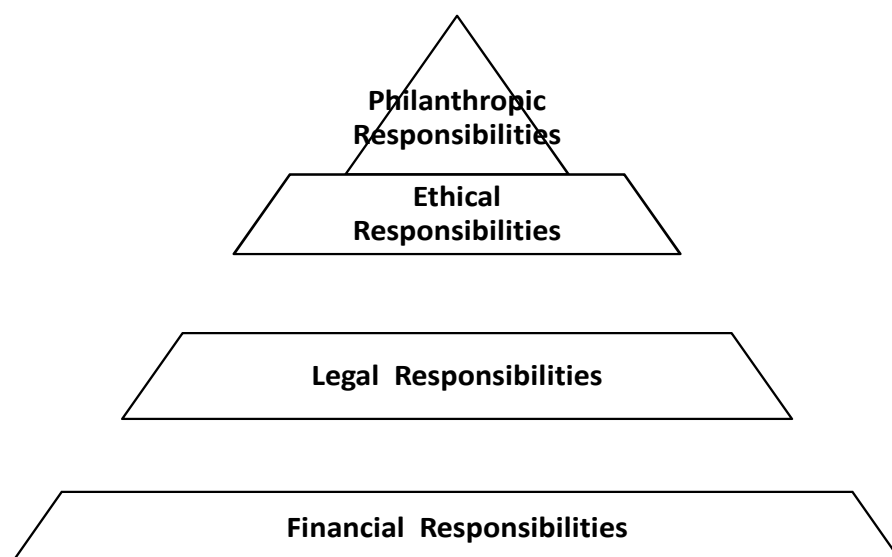 Philanthropic
Responsibilities
Ethical
Responsibilities
Legal  Responsibilities
Financial  Responsibilities